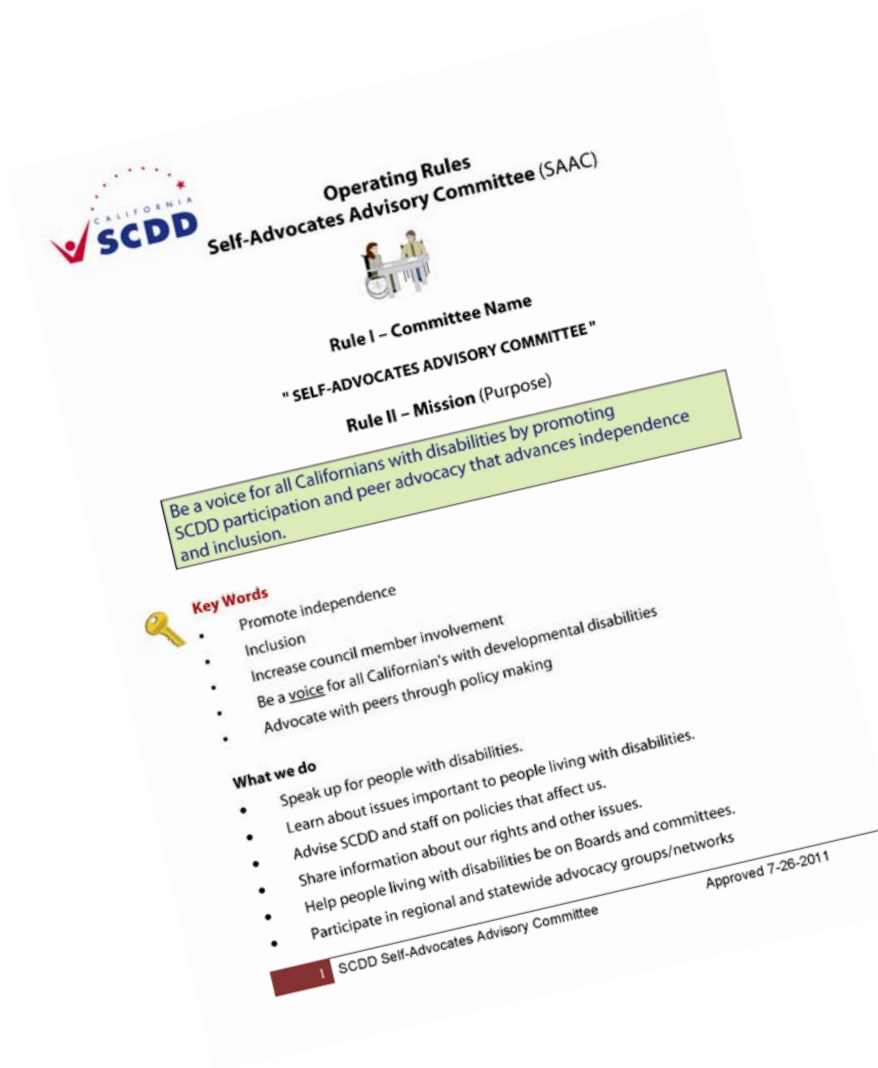 CALIFORNIA
SCDD
Operating Rules
Self-Advocates Advisory Committee (SAAC)
Rule I – Committee Name
" SELF-ADVOCATES ADVISORY COMMITTEE "
Rule II – Mission (Purpose)
Be a voice for all Californians with disabilities by promoting
SCDD participation and peer advocacy that advances independence
and inclusion.
Key Words
• Promote independence
• Inclusion
• Increase council member involvement
• Be a voice for all Californian's with developmental disabilities
• Advocate with peers through policy making
What we do
• Speak up for people with disabilities.
• Learn about issues important to people living with disabilities.
• Advise SCDD and staff on policies that affect us.
• Share information about our rights and other issues.
• Help people living with disabilities be on Boards and committees.
• Participate in regional and statewide advocacy groups/networks
1 SCDD Self-Advocates Advisory Committee Approved 7-26-2011